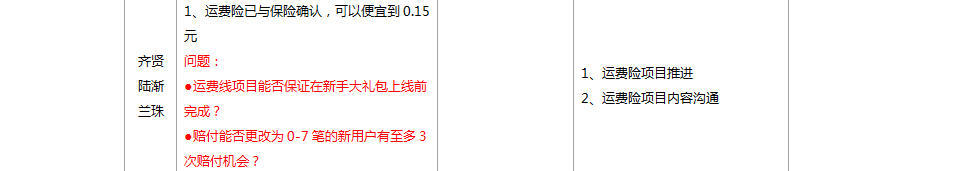 齐贤
陆渐
兰珠
1、运费险已与保险确认，可以便宜到 0.15
元
问题：
●运费线项目能否保证在新手大礼包上线前
完成？
●赔付能否更改为 0-7 笔的新用户有至多 3
次赔付机会？
1、运费险项目推进
2、运费险项目内容沟通